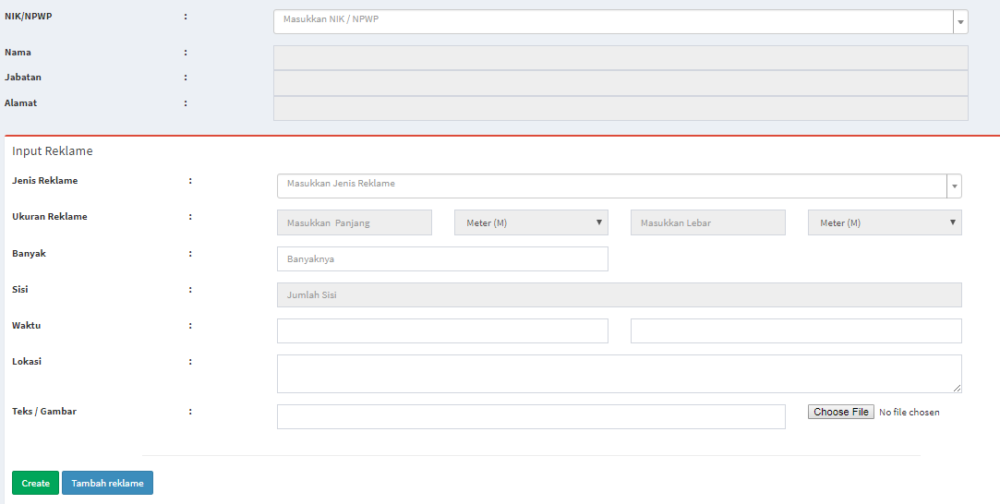 NIK/NPWP : Masukkan NIK / NPWP
Nama :
Jabatan :
Alamat :
Input Reklame
Jenis Reklame : Masukkan Jenis Reklame
Ukuran Reklame : Masukkan Panjang Meter (M) Masukkan Lebar Meter (M)
Banyak : Banyaknya
Sisi : Jumlah Sisi
Waktu :
Lokasi :
Teks / Gambar : Choose File No file chosen
Create Tambah reklame